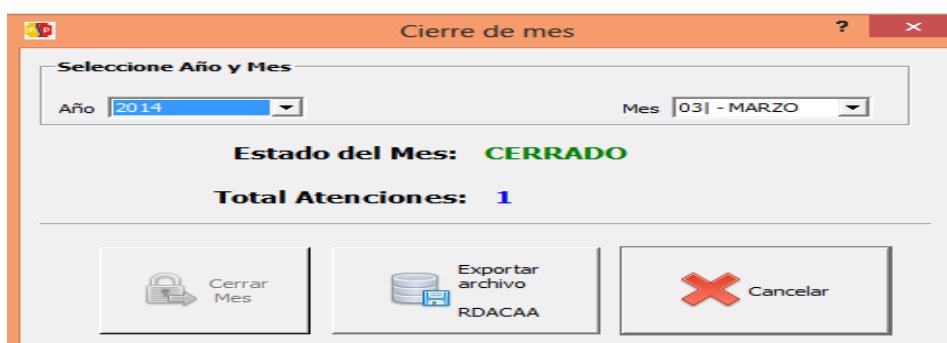 Cierre de mes
?
Seleccione Año y Mes
Año 2014
Mes 03| - MARZO
Estado del Mes: CERRADO
Total Atenciones: 1
Cerrar
Mes
Exportar
archivo
RDACAA
Cancelar